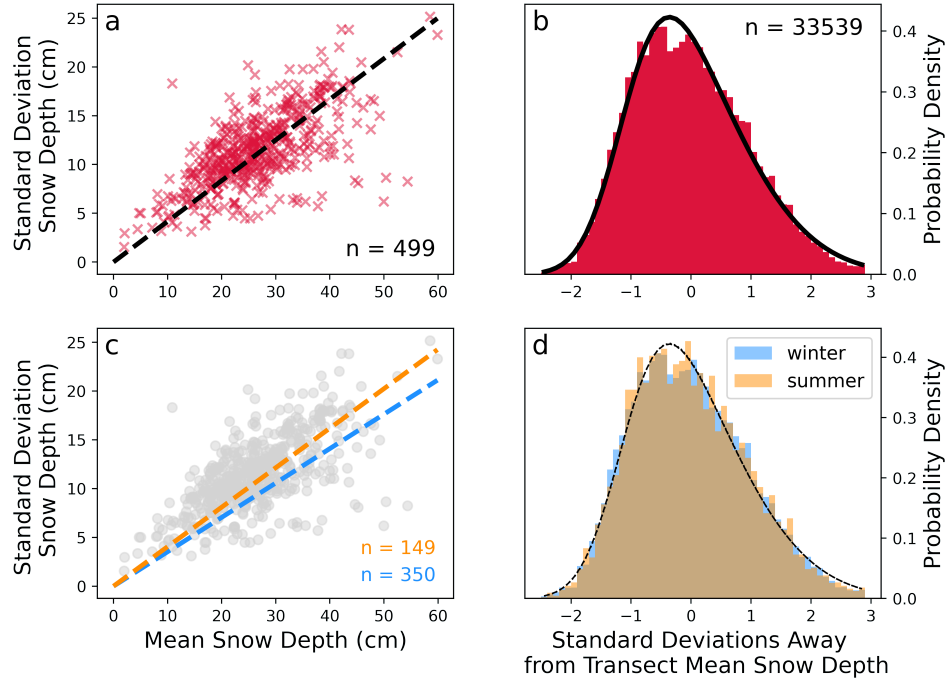 a
Standard Deviation
Snow Depth (cm)
25
20
15
10
5
0
n = 499
0 10 20 30 40 50 60
b
n = 33539
0.4
0.3
0.2
0.1
0.0
Probability Density
−2 −1 0 1 2 3
c
Standard Deviation
Snow Depth (cm)
25
20
15
10
5
0
n = 149
n = 350
0 10 20 30 40 50 60
Mean Snow Depth (cm)
d
winter
summer
0.4
0.3
0.2
0.1
0.0
Probability Density
−2 −1 0 1 2 3
Standard Deviations Away
from Transect Mean Snow Depth